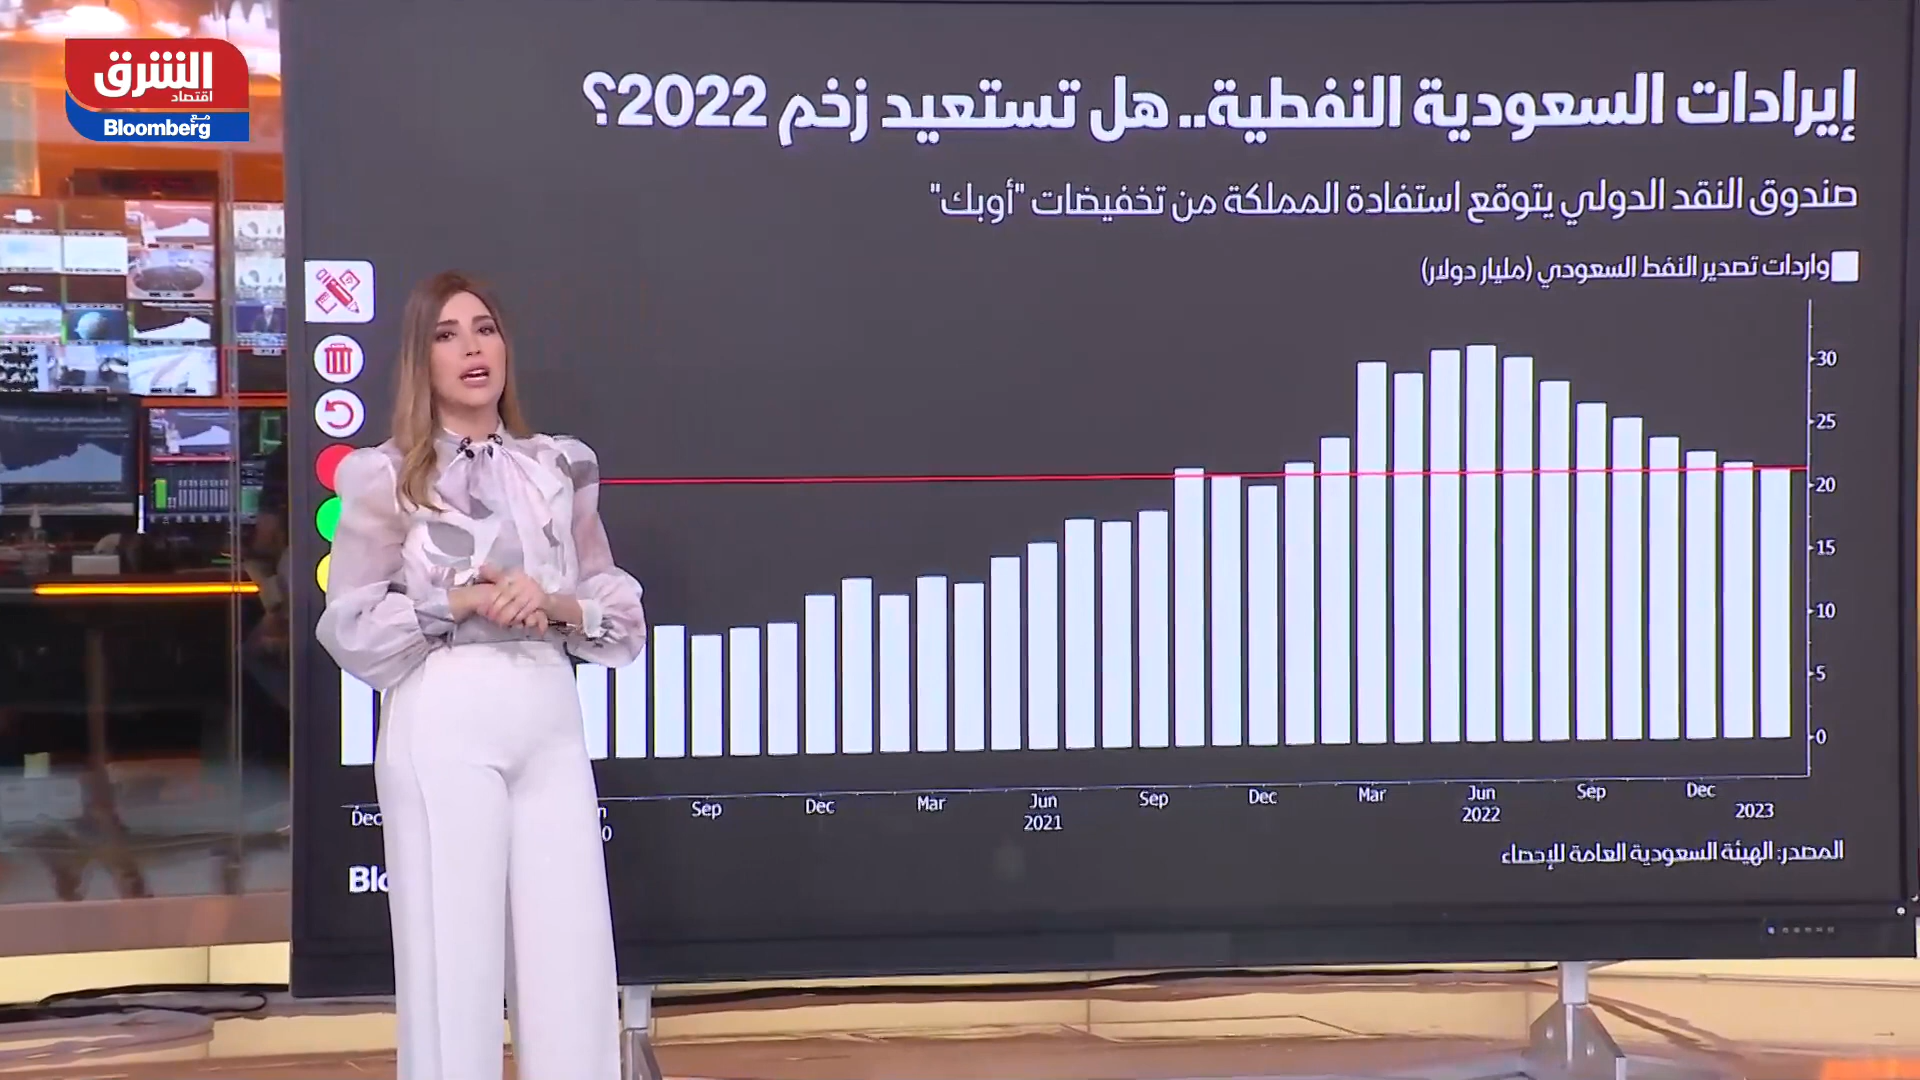 الشرق
اقتصاد
مع
Bloomberg
إيرادات السعودية النفطية.. هل تستعيد زخم 2022؟
صندوق النقد الدولي يتوقع استفادة المملكة من تخفيضات "أوبك"
واردات تصدير النفط السعودي (مليار دولار)
30
25
20
15
10
5
0
Dec Sep Dec Mar Jun Sep Dec Mar Jun Sep Dec
2021 2022 2023
المصدر: الهيئة السعودية العامة للإحصاء